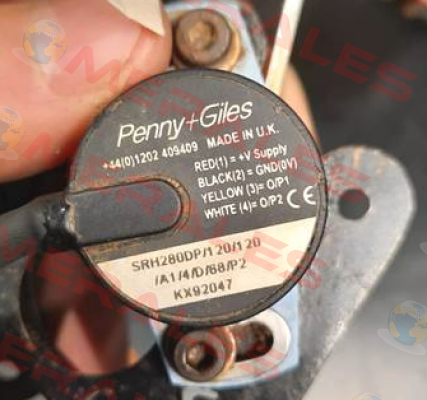 Penny+Giles
+44(0)1202 409409 MADE IN U.K.
RED(1) = +V Supply
BLACK(2) = GND(0V)
YELLOW (3)= O/P1
WHITE (4)= O/P2 CE
SRH280DP/120/120
/A1/4/D/68/P2
KX92047